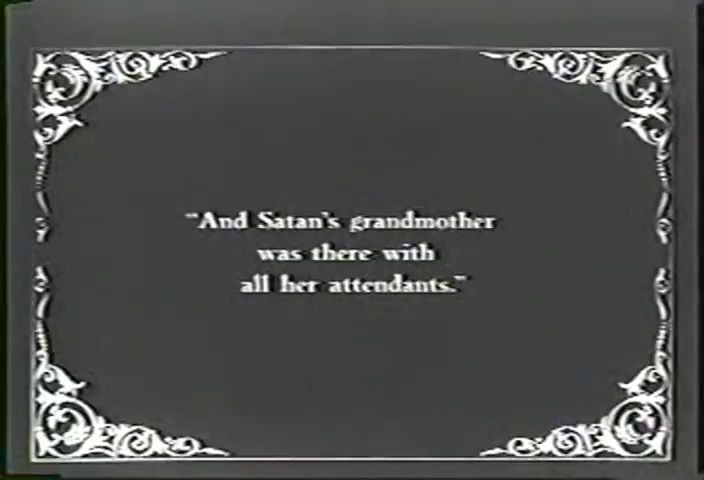 "And Satan's grandmother
was there with
all her attendants."